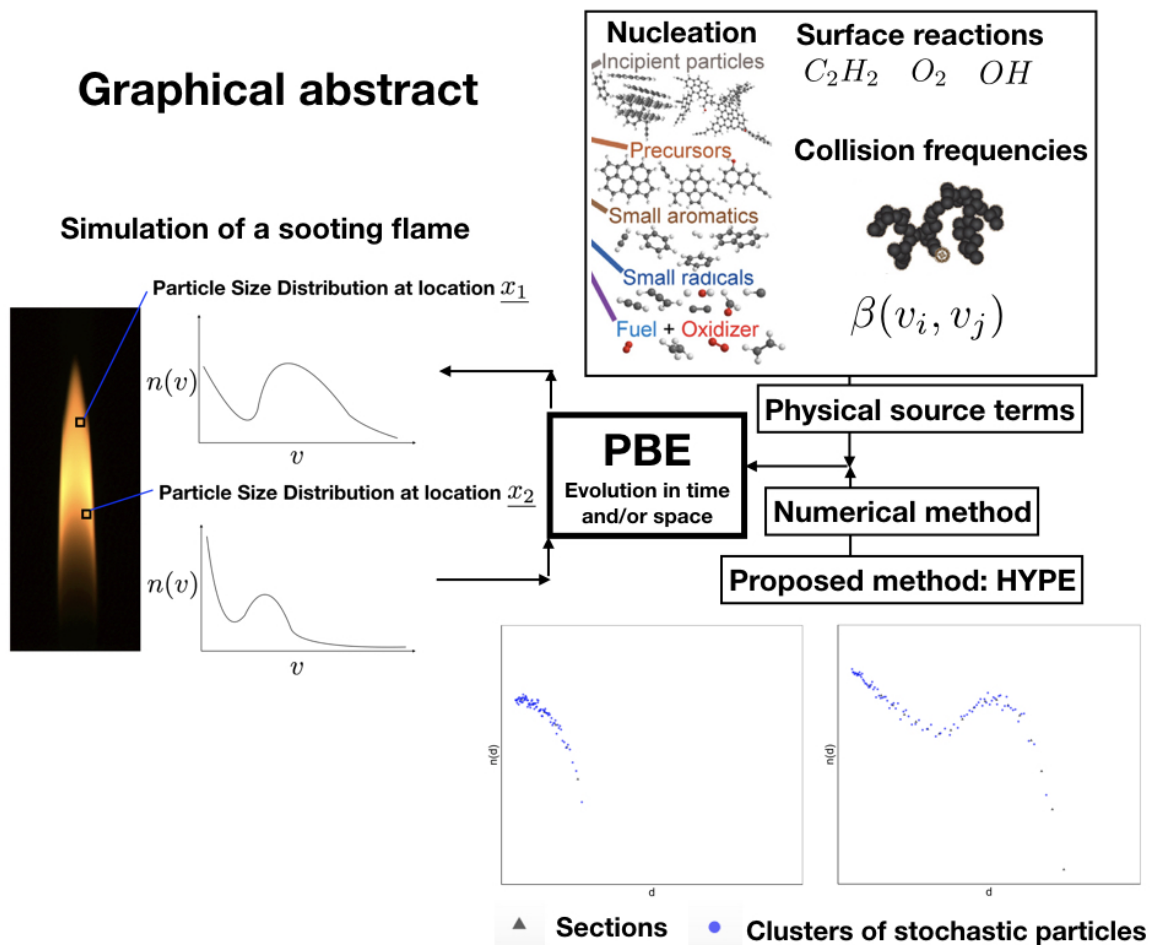 Graphical abstract
Nucleation
Incipient particles
Precursors
Small aromatics
Small radicals
Fuel + Oxidizer
Surface reactions
C₂H₂ O₂ OH
Collision frequencies
β(vᵢ, vⱼ)
Simulation of a sooting flame
Particle Size Distribution at location x₁
n(v)
v
Particle Size Distribution at location x₂
n(v)
v
PBE
Evolution in time
and/or space
Physical source terms
Numerical method
Proposed method: HYPE
n(d)
d
n(d)
d
Sections
Clusters of stochastic particles